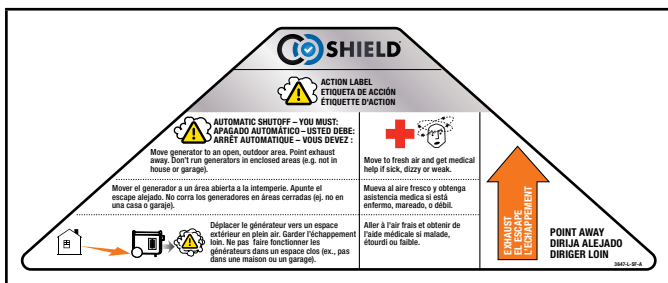 CO SHIELD®
ACTION LABEL
ETIQUETA DE ACCIÓN
ÉTIQUETTE D'ACTION
AUTOMATIC SHUTOFF – YOU MUST:
APAGADO AUTOMÁTICO – USTED DEBE:
ARRÊT AUTOMATIQUE – VOUS DEVEZ :
Move generator to an open, outdoor area. Point exhaust
away. Don't run generators in enclosed areas (e.g. not in
house or garage).
Move to fresh air and get medical
help if sick, dizzy or weak.
Mover el generador a un área abierta a la intemperie. Apunte el
escape alejado. No corra los generadores en áreas cerradas (ej. no en
una casa o garaje).
Mueva al aire fresco y obtenga
asistencia medica si está
enfermo, mareado, o débil.
Déplacer le générateur vers un espace
extérieur en plein air. Garder l'échappement
loin. Ne pas faire fonctionner les
générateurs dans un espace clos (ex., pas
dans une maison ou un garage).
Aller à l'air frais et obtenir de
l'aide médicale si malade,
étourdi ou faible.
EXHAUST
EL ESCAPE
L'ÉCHAPPEMENT
POINT AWAY
DIRIJA ALEJADO
DIRIGER LOIN
3647-L-SF-A